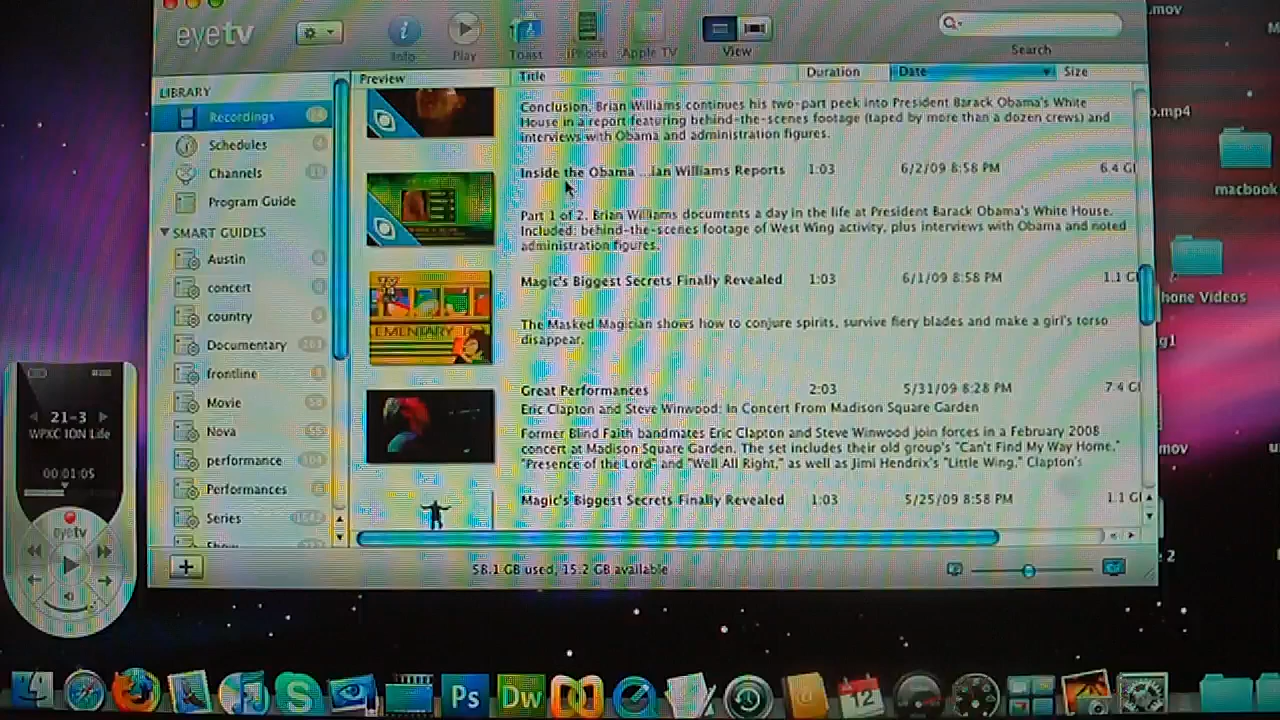 .mov
eyetv
Info
Play
Toast
iPhone
Apple TV
View
Search
Preview
Title
Duration
Date
Size
LIBRARY
Recordings
Schedules
Channels
Program Guide
SMART GUIDES
Austin
concert
country
Documentary
frontline
Movie
Nova
performance
Performances
Series
Show
Conclusion. Brian Williams continues his two-part peek into President Barack Obama's White
House in a report featuring behind-the-scenes footage (taped by more than a dozen crews) and
interviews with Obama and administration figures.
Inside the Obama ...ian Williams Reports 1:03 6/2/09 8:58 PM 6.4 G
Part 1 of 2. Brian Williams documents a day in the life at President Barack Obama's White House.
Included: behind-the-scenes footage of West Wing activity, plus interviews with Obama and noted
administration figures.
Magic's Biggest Secrets Finally Revealed 1:03 6/1/09 8:58 PM 1.1 G
The Masked Magician shows how to conjure spirits, survive fiery blades and make a girl's torso
disappear.
EMENTARY
Great Performances 2:03 5/31/09 8:28 PM 7.4 G
Eric Clapton and Steve Winwood: In Concert From Madison Square Garden
Former Blind Faith bandmates Eric Clapton and Steve Winwood join forces in a February 2008
concert at Madison Square Garden. The set includes their old group's "Can't Find My Way Home,"
"Presence of the Lord" and "Well All Right," as well as Jimi Hendrix's "Little Wing," Clapton's
Magic's Biggest Secrets Finally Revealed 1:03 5/25/09 8:58 PM 1.1 G
58.1 GB used, 15.2 GB available
21-3
WPXC ION Life
00:01:05
eyetv
.mp4
macbook
hone Videos
g1
mov
2
Ps
Dw
12